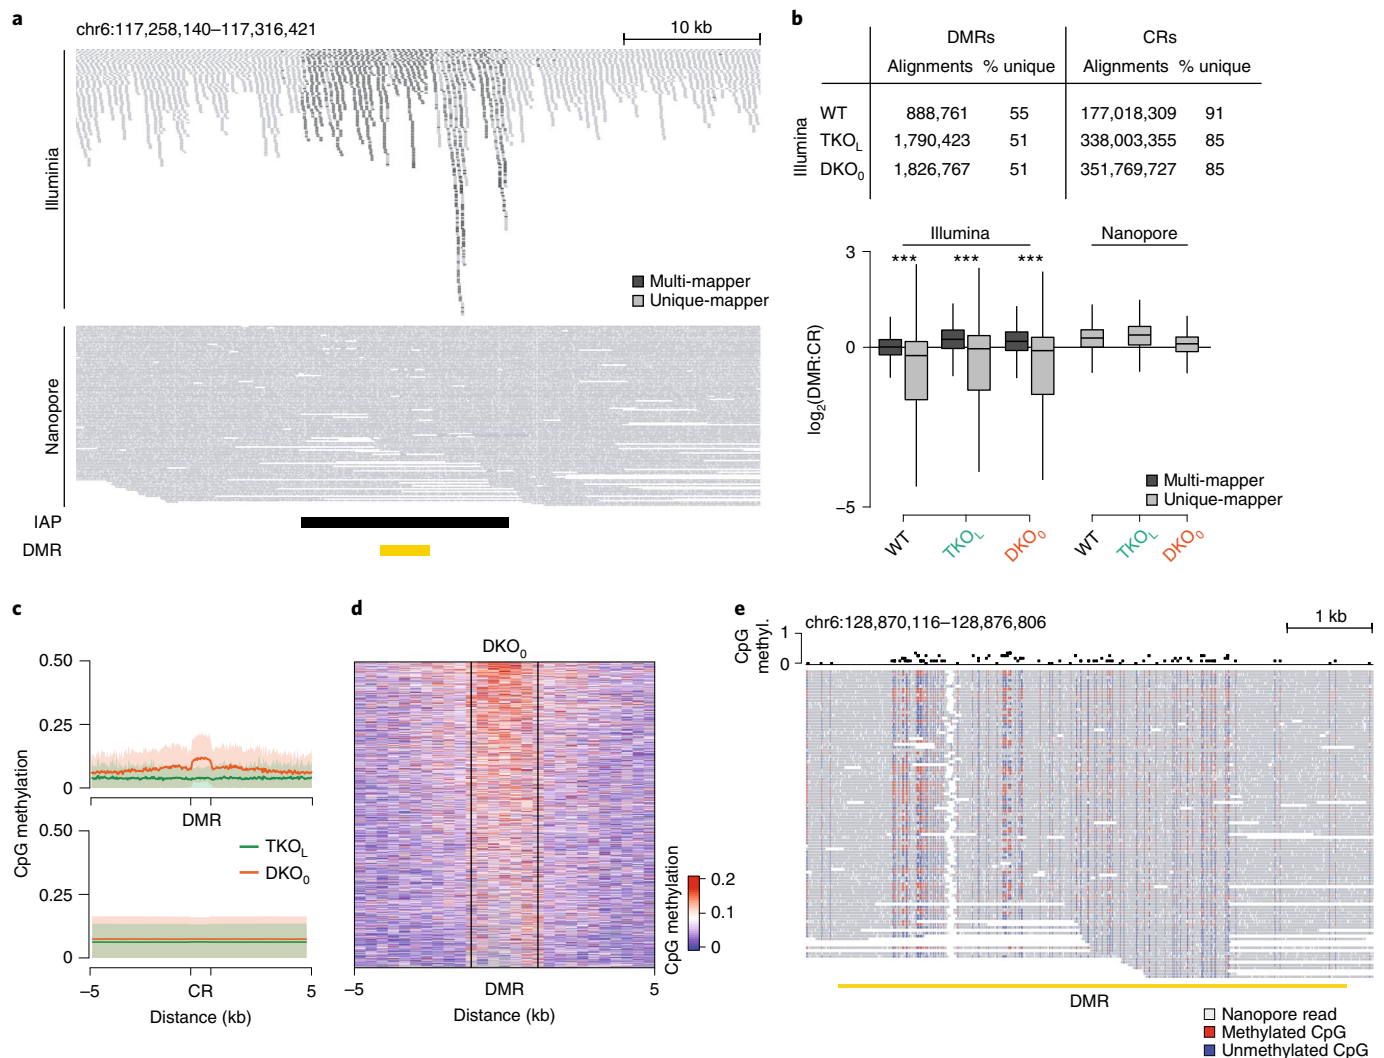 a
chr6:117,258,140–117,316,421
10 kb
Illuminia
Multi-mapper
Unique-mapper
Nanopore
IAP
DMR
b
DMRs CRs
Alignments % unique Alignments % unique
Illumina
WT 888,761 55 177,018,309 91
TKOL 1,790,423 51 338,003,355 85
DKO0 1,826,767 51 351,769,727 85
Illumina Nanopore
3
*** *** ***
0
log2(DMR:CR)
−5
Multi-mapper
Unique-mapper
WT TKOL DKO0 WT TKOL DKO0
c
0.50
0.25
0
CpG methylation
DMR
0.50
TKOL
DKO0
0.25
0
−5 CR 5
Distance (kb)
d
DKO0
CpG methylation
0.2
0.1
0
−5 DMR 5
Distance (kb)
e
chr6:128,870,116–128,876,806
1 kb
CpG
methyl.
1
0
DMR
Nanopore read
Methylated CpG
Unmethylated CpG